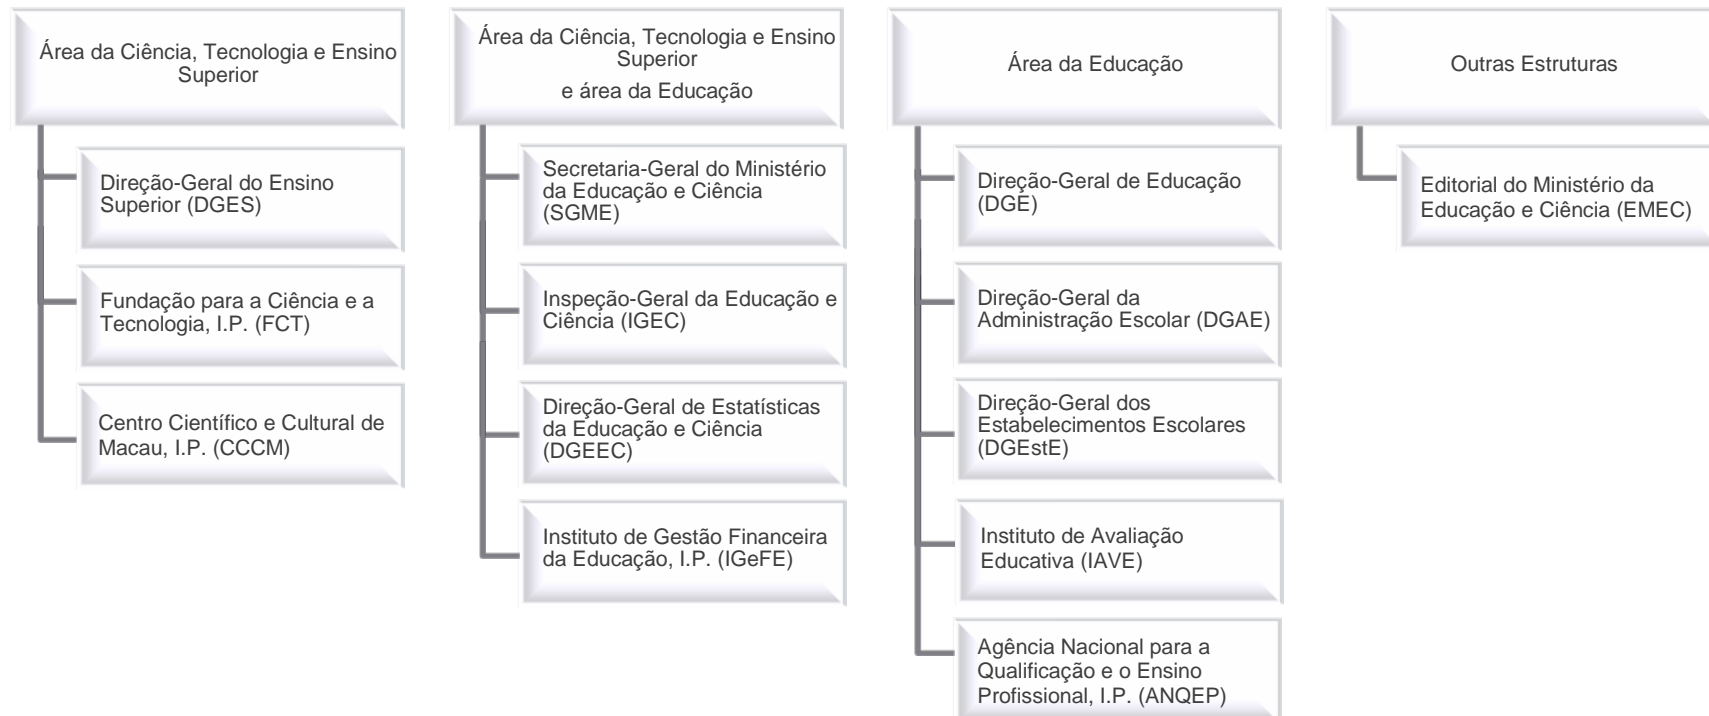 Área da Ciência, Tecnologia e Ensino
Superior
Direção-Geral do Ensino
Superior (DGES)
Fundação para a Ciência e a
Tecnologia, I.P. (FCT)
Centro Científico e Cultural de
Macau, I.P. (CCCM)
Área da Ciência, Tecnologia e Ensino
Superior
e área da Educação
Secretaria-Geral do Ministério
da Educação e Ciência
(SGME)
Inspeção-Geral da Educação e
Ciência (IGEC)
Direção-Geral de Estatísticas
da Educação e Ciência
(DGEEC)
Instituto de Gestão Financeira
da Educação, I.P. (IGeFE)
Área da Educação
Direção-Geral de Educação
(DGE)
Direção-Geral da
Administração Escolar (DGAE)
Direção-Geral dos
Estabelecimentos Escolares
(DGEstE)
Instituto de Avaliação
Educativa (IAVE)
Agência Nacional para a
Qualificação e o Ensino
Profissional, I.P. (ANQEP)
Outras Estruturas
Editorial do Ministério da
Educação e Ciência (EMEC)